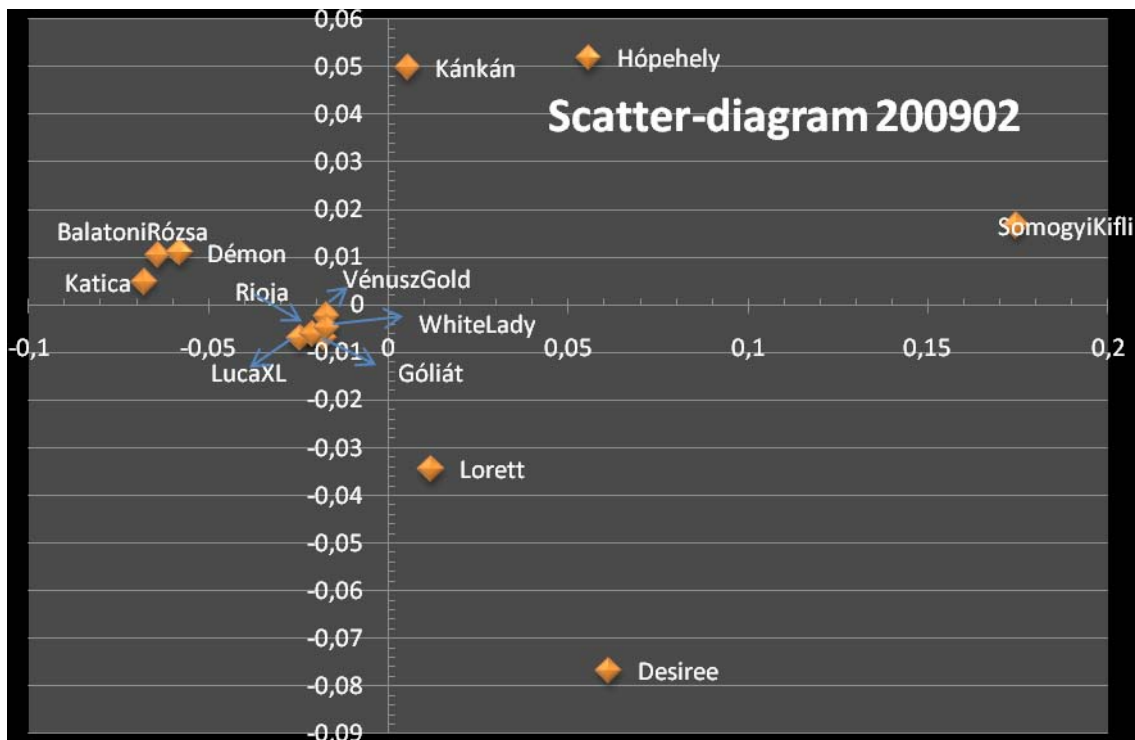 0,06
Kánkán
Hópehely
0,05
Scatter-diagram 200902
0,04
0,03
0,02
BalatoniRózsa
SomogyiKifli
Démon
0,01
Katica
Rioja
VénuszGold
0
WhiteLady
-0,1
-0,05
0
0,05
0,1
0,15
0,2
-0,01
LucaXL
Góliát
-0,02
-0,03
Lorett
-0,04
-0,05
-0,06
-0,07
Desiree
-0,08
-0,09